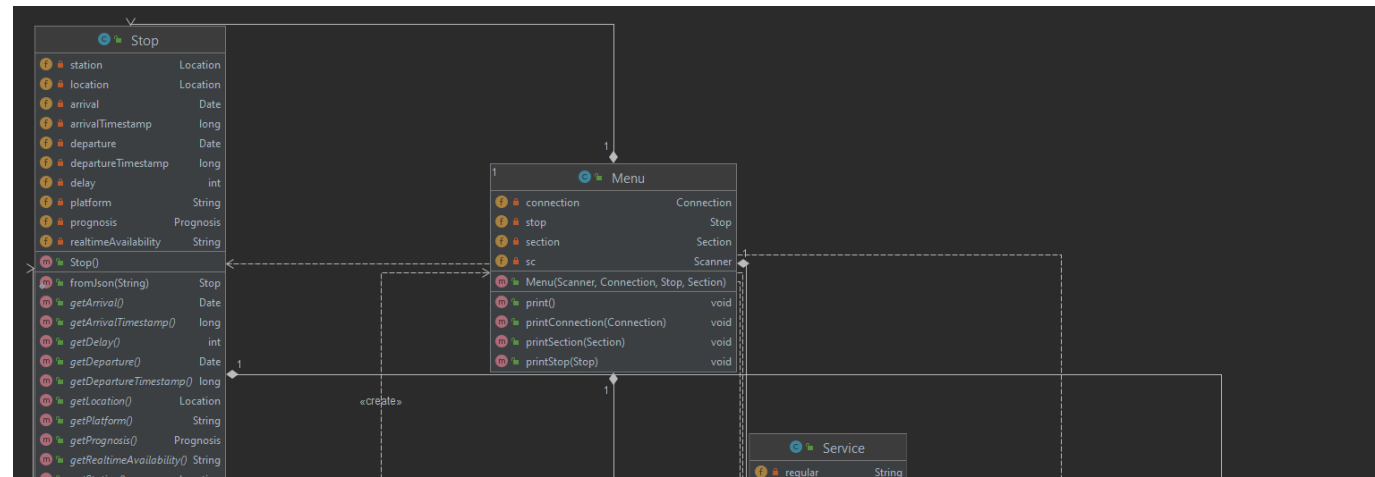 Stop
station Location
location Location
arrival Date
arrivalTimestamp long
departure Date
departureTimestamp long
delay int
platform String
prognosis Prognosis
realtimeAvailability String
Stop()
fromJson(String) Stop
getArrival() Date
getArrivalTimestamp() long
getDelay() int
getDeparture() Date
getDepartureTimestamp() long
getLocation() Location
getPlatform() String
getPrognosis() Prognosis
getRealtimeAvailability() String
1
1
1
Menu
connection Connection
stop Stop
section Section
sc Scanner
Menu(Scanner, Connection, Stop, Section)
print() void
printConnection(Connection) void
printSection(Section) void
printStop(Stop) void
1
1
«create»
Service
regular String